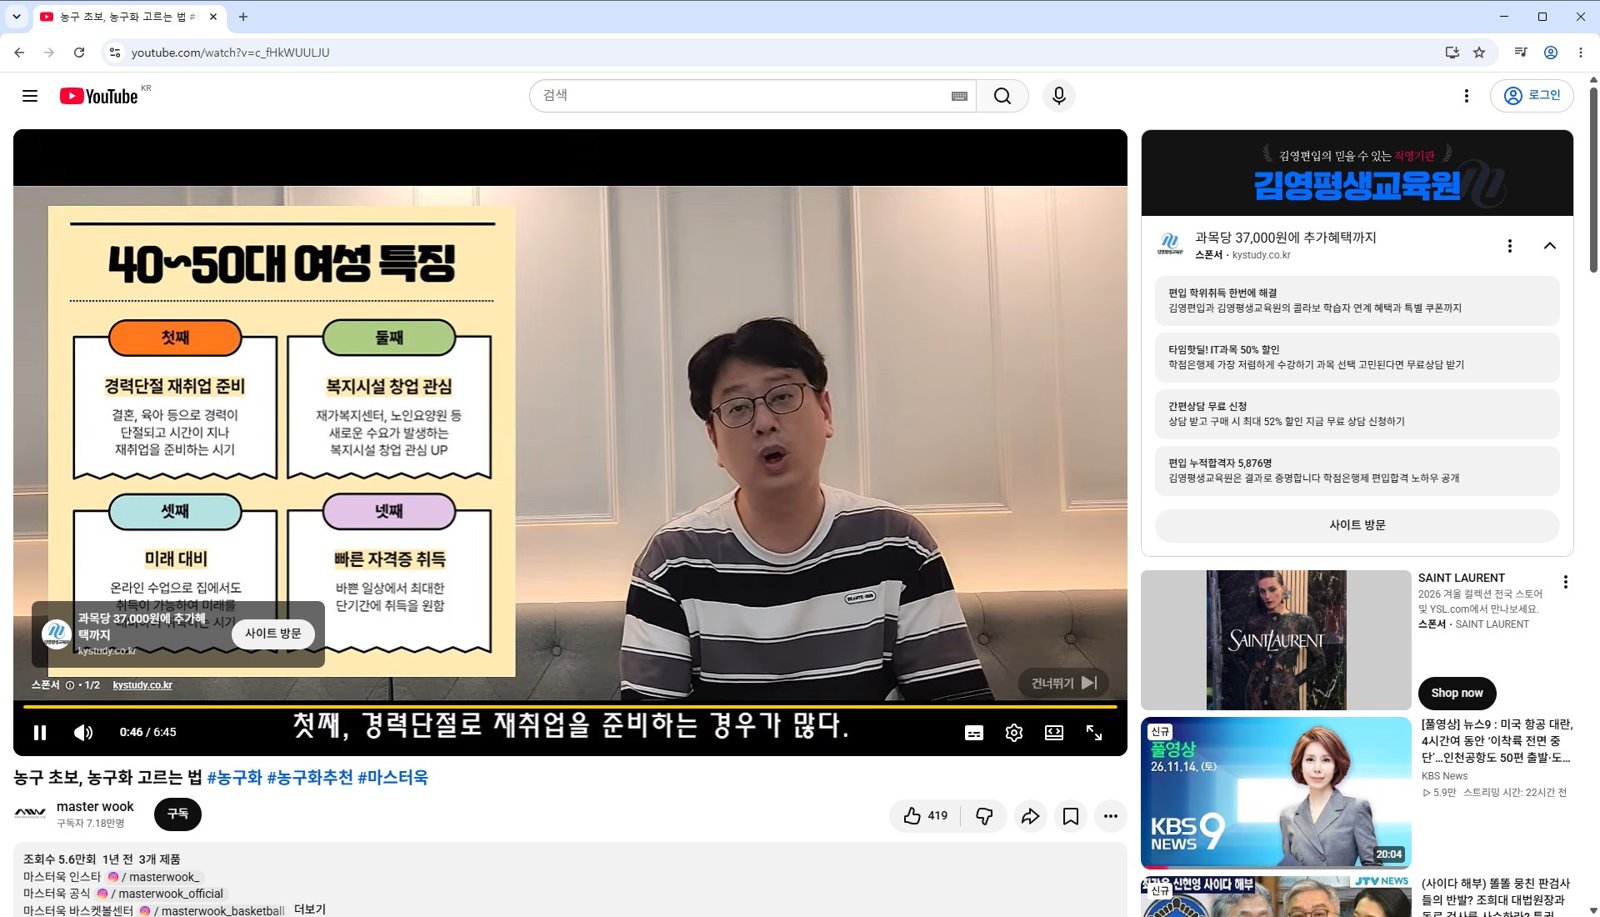 농구 초보, 농구화 고르는 법 #
youtube.com/watch?v=c_fHkWUULJU
YouTube KR
검색
로그인
40~50대 여성 특징
첫째
경력단절 재취업 준비
결혼, 육아 등으로 경력이
단절되고 시간이 지나
재취업을 준비하는 시기
둘째
복지시설 창업 관심
재가복지센터, 노인요양원 등
새로운 수요가 발생하는
복지시설 창업 관심 UP
셋째
미래 대비
온라인 수업으로 집에서도
취득이 가능하여 미래를
넷째
빠른 자격증 취득
바쁜 일상에서 최대한
단기간에 취득을 원함
과목당 37,000원에 추가혜
택까지
kystudy.co.kr
사이트 방문
스폰서 · 1/2 kystudy.co.kr
건너뛰기
0:46 / 6:45
첫째, 경력단절로 재취업을 준비하는 경우가 많다.
농구 초보, 농구화 고르는 법 #농구화 #농구화추천 #마스터욱
master wook
구독자 7.18만명
구독
419
조회수 5.6만회 1년 전 3개 제품
마스터욱 인스타 / masterwook_
마스터욱 공식 / masterwook_official
마스터욱 바스켓볼센터 / masterwook_basketball 더보기
김영편입의 믿을 수 있는 직영기관
김영평생교육원
과목당 37,000원에 추가혜택까지
스폰서 · kystudy.co.kr
편입 학위취득 한번에 해결
김영편입과 김영평생교육원의 콜라보 학습자 연계 혜택과 특별 쿠폰까지
타임핫딜! IT과목 50% 할인
학점은행제 가장 저렴하게 수강하기 과목 선택 고민된다면 무료상담 받기
간편상담 무료 신청
상담 받고 구매 시 최대 52% 할인 지금 무료 상담 신청하기
편입 누적합격자 5,876명
김영평생교육원은 결과로 증명합니다 학점은행제 편입합격 노하우 공개
사이트 방문
SAINT LAURENT
SAINT LAURENT
2026 겨울 컬렉션 전국 스토어
및 YSL.com에서 만나보세요.
스폰서 · SAINT LAURENT
Shop now
신규
풀영상
26.11.14.(토)
KBS
NEWS 9
20:04
[풀영상] 뉴스9 : 미국 항공 대란,
4시간여 동안 ‘이착륙 전면 중
단’…인천공항도 50편 출발·도…
KBS News
5.9만 스트리밍 시간: 22시간 전
신규
신현영 사이다 해부
JTV NEWS
(사이다 해부) 똘똘 뭉친 판검사
들의 반발? 조희대 대법원장과